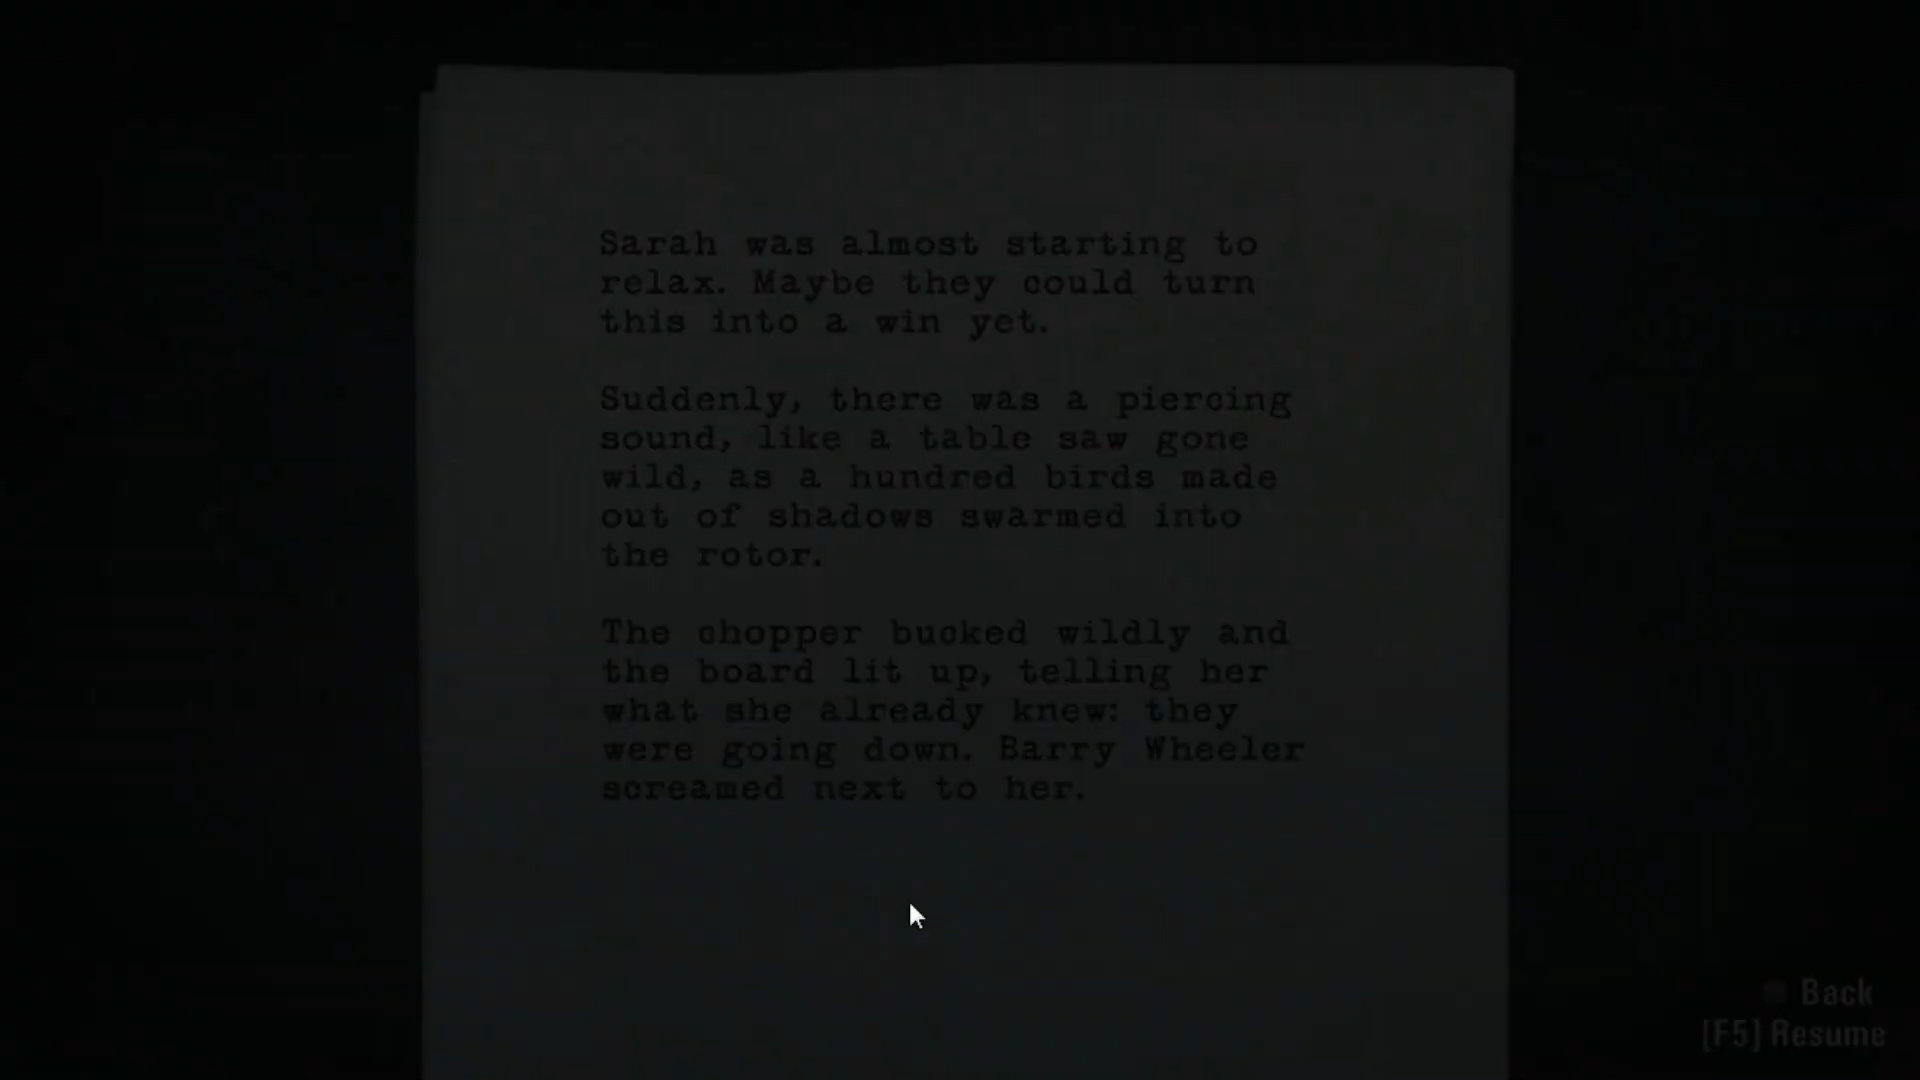 Sarah was almost starting to
relax. Maybe they could turn
this into a win yet.
Suddenly, there was a piercing
sound, like a table saw gone
wild, as a hundred birds made
out of shadows swarmed into
the rotor.
The chopper bucked wildly and
the board lit up, telling her
what she already knew: they
were going down. Barry Wheeler
screamed next to her.
Back
[F5] Resume